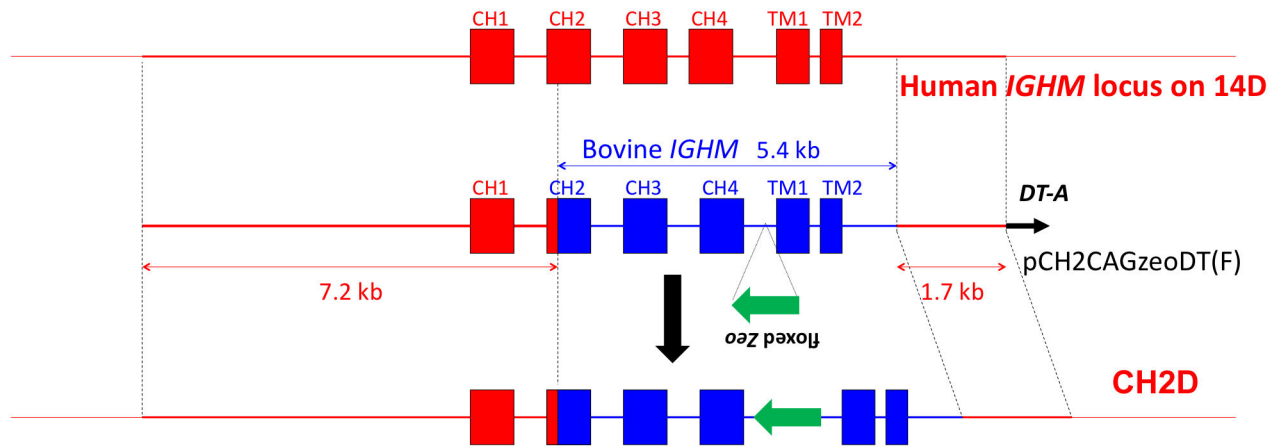 CH1 CH2 CH3 CH4 TM1 TM2
Human IGHM locus on 14D
Bovine IGHM 5.4 kb
CH1 CH2 CH3 CH4 TM1 TM2
DT-A
pCH2CAGzeoDT(F)
7.2 kb
1.7 kb
floxed Zeo
CH2D